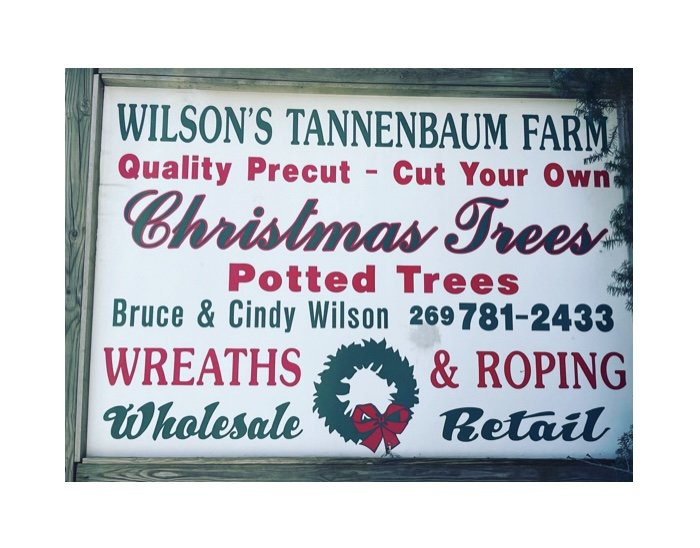 WILSON'S TANNENBAUM FARM
Quality Precut - Cut Your Own
Christmas Trees
Potted Trees
Bruce & Cindy Wilson 269 781-2433
WREATHS & ROPING
Wholesale Retail